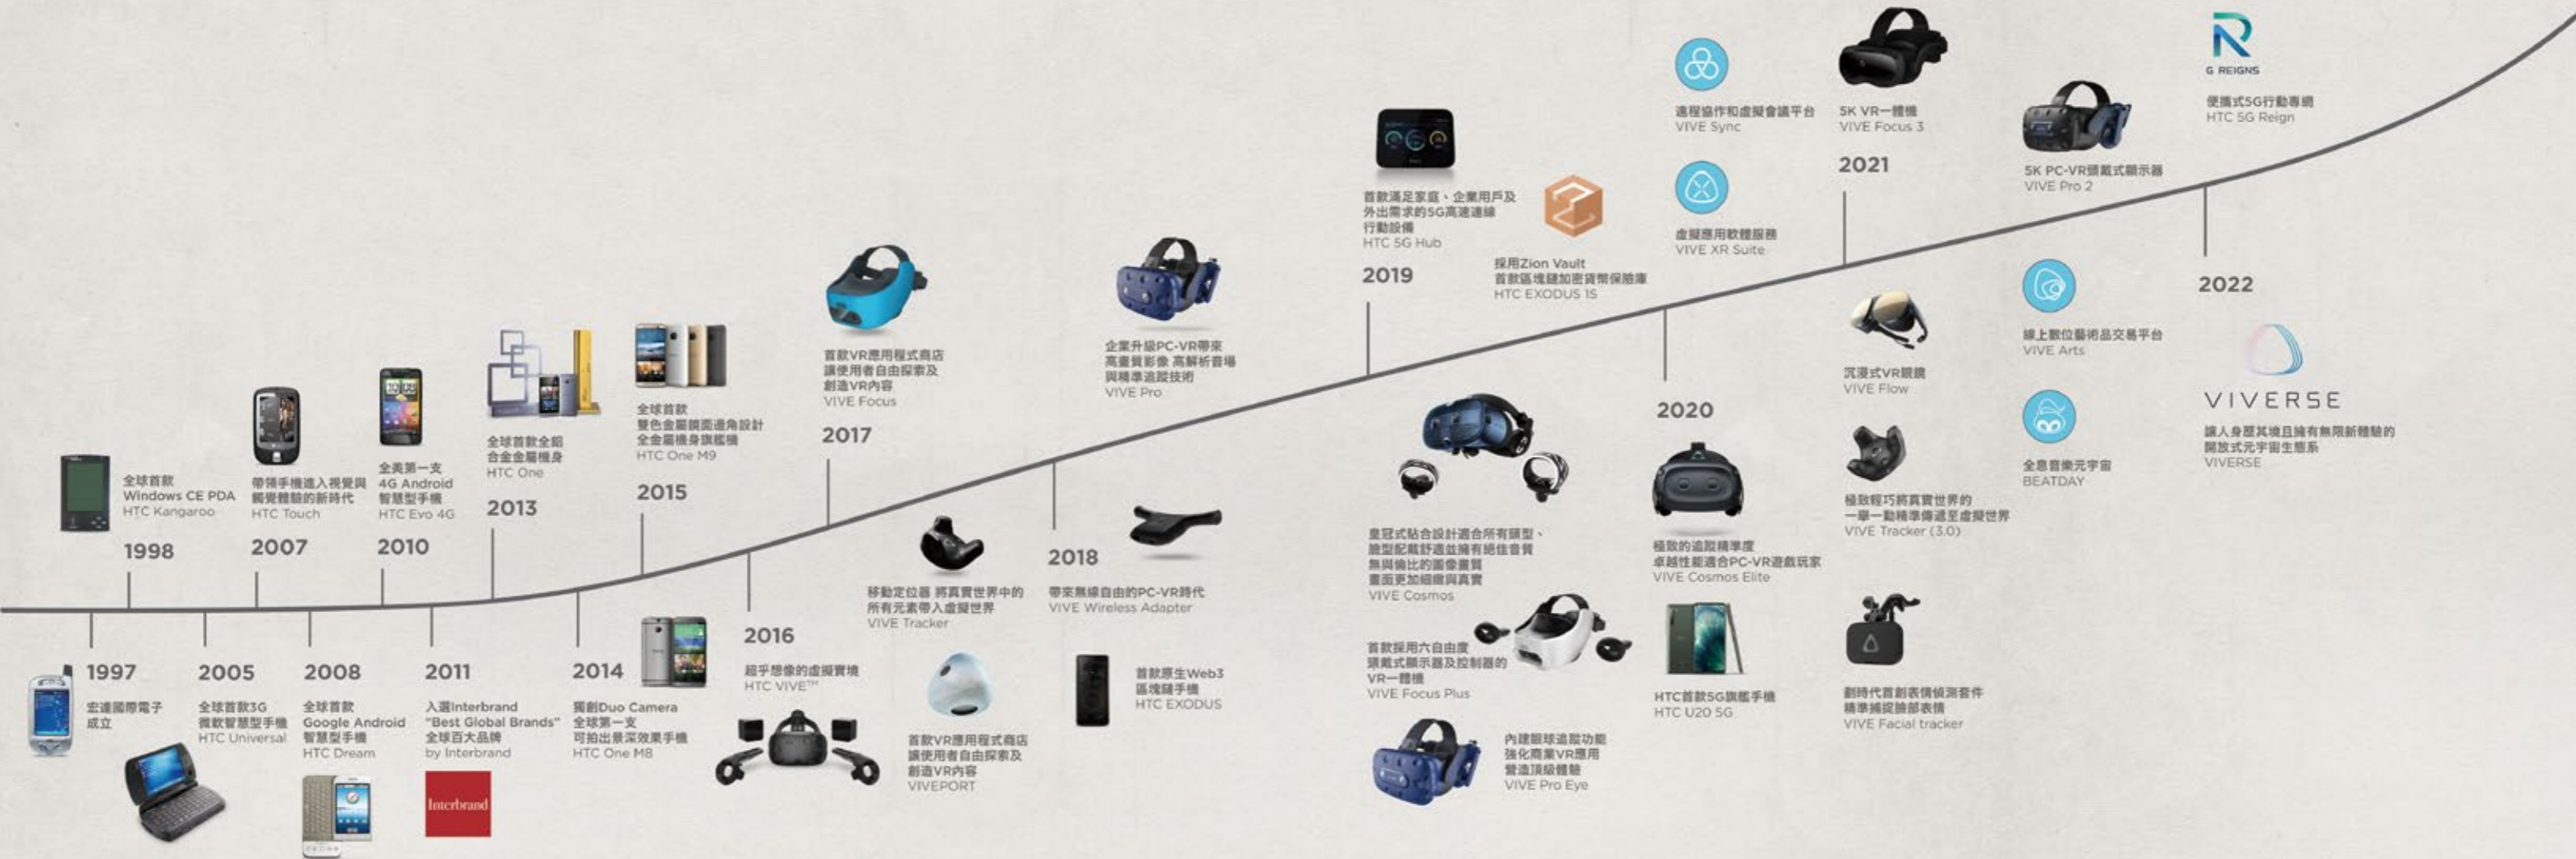 1997
宏達國際電子
成立
全球首款
Windows CE PDA
HTC Kangaroo
1998
2005
全球首款3G
微軟智慧型手機
HTC Universal
帶領手機進入視覺與
觸覺體驗的新時代
HTC Touch
2007
2008
全球首款
Google Android
智慧型手機
HTC Dream
全美第一支
4G Android
智慧型手機
HTC Evo 4G
2010
2011
入選Interbrand
"Best Global Brands"
全球百大品牌
by Interbrand
Interbrand
全球首款全鋁
合金金屬機身
HTC One
2013
2014
獨創Duo Camera
全球第一支
可拍出景深效果手機
HTC One M8
全球首款
雙色金屬鏡面邊角設計
全金屬機身旗艦機
HTC One M9
2015
2016
超乎想像的虛擬實境
HTC VIVE™
首款VR應用程式商店
讓使用者自由探索及
創造VR內容
VIVE Focus
2017
移動定位器 將真實世界中的
所有元素帶入虛擬世界
VIVE Tracker
首款VR應用程式商店
讓使用者自由探索及
創造VR內容
VIVEPORT
企業升級PC-VR帶來
高畫質影像 高解析音場
與精準追蹤技術
VIVE Pro
2018
帶來無線自由的PC-VR時代
VIVE Wireless Adapter
首款原生Web3
區塊鏈手機
HTC EXODUS
首款滿足家庭、企業用戶及
外出需求的5G高速連線
行動設備
HTC 5G Hub
2019
採用Zion Vault
首款區塊鏈加密貨幣保險庫
HTC EXODUS 1S
皇冠式貼合設計適合所有頭型、
臉型配戴舒適並擁有絕佳音質
無與倫比的圖像畫質
畫面更加細緻與真實
VIVE Cosmos
首款採用六自由度
頭戴式顯示器及控制器的
VR一體機
VIVE Focus Plus
內建眼球追蹤功能
強化商業VR應用
營造頂級體驗
VIVE Pro Eye
遠程協作和虛擬會議平台
VIVE Sync
虛擬應用軟體服務
VIVE XR Suite
2020
極致的追蹤精準度
卓越性能適合PC-VR遊戲玩家
VIVE Cosmos Elite
HTC首款5G旗艦手機
HTC U20 5G
5K VR一體機
VIVE Focus 3
2021
沉浸式VR眼鏡
VIVE Flow
極致輕巧將真實世界的
一舉一動精準傳遞至虛擬世界
VIVE Tracker (3.0)
劃時代首創表情偵測套件
精準捕捉臉部表情
VIVE Facial tracker
5K PC-VR頭戴式顯示器
VIVE Pro 2
線上數位藝術品交易平台
VIVE Arts
全息音樂元宇宙
BEATDAY
G REIGNS
便攜式5G行動專網
HTC 5G Reign
2022
VIVERSE
讓人身歷其境且擁有無限新體驗的
開放式元宇宙生態系
VIVERSE